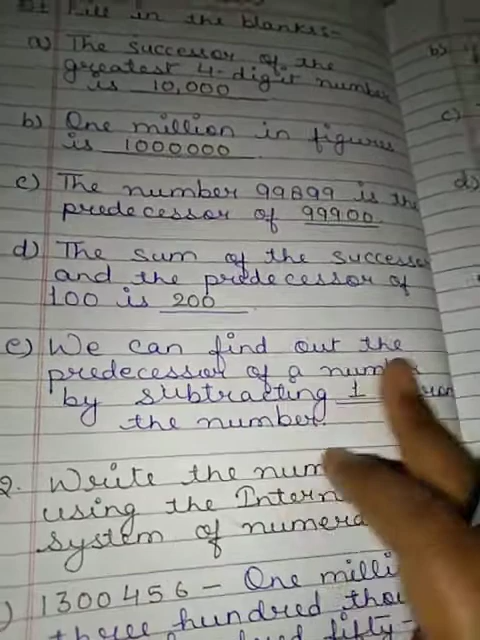 Fill in the blanks:-
a) The successor of the
greatest 4-digit number
is 10,000
b) One million in figures
is 1000000
c) The number 99899 is the
predecessor of 99900
d) The sum of the successor
and the predecessor of
100 is 200
e) We can find out the
predecessor of a number
by subtracting 1
the number.
2. Write the num
using the Intern
system of numera
1300456 - One milli
three hundred thou
fifty-
b)
c)
d)